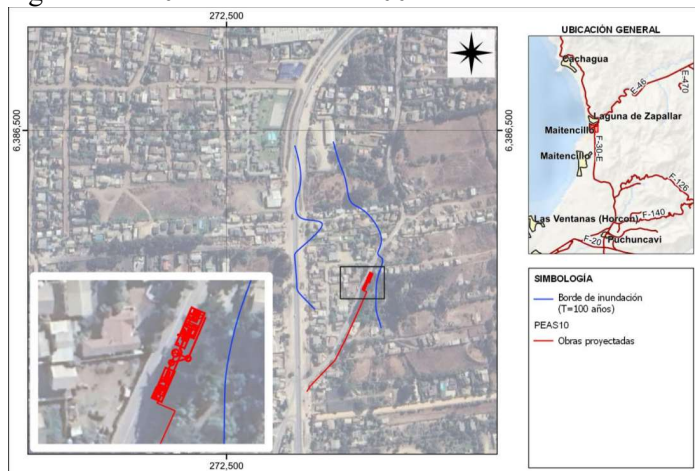 272,500
6,386,500
6,386,500
272,500
UBICACIÓN GENERAL
Cachagua
E-46
E-470
Laguna de Zapallar
Maitencillo
F-30-E
Maitencillo
F-126
Las Ventanas (Horcon)
F-140
F-20
Puchuncavi
SIMBOLOGÍA
Borde de inundación
(T=100 años)
PEAS10
Obras proyectadas